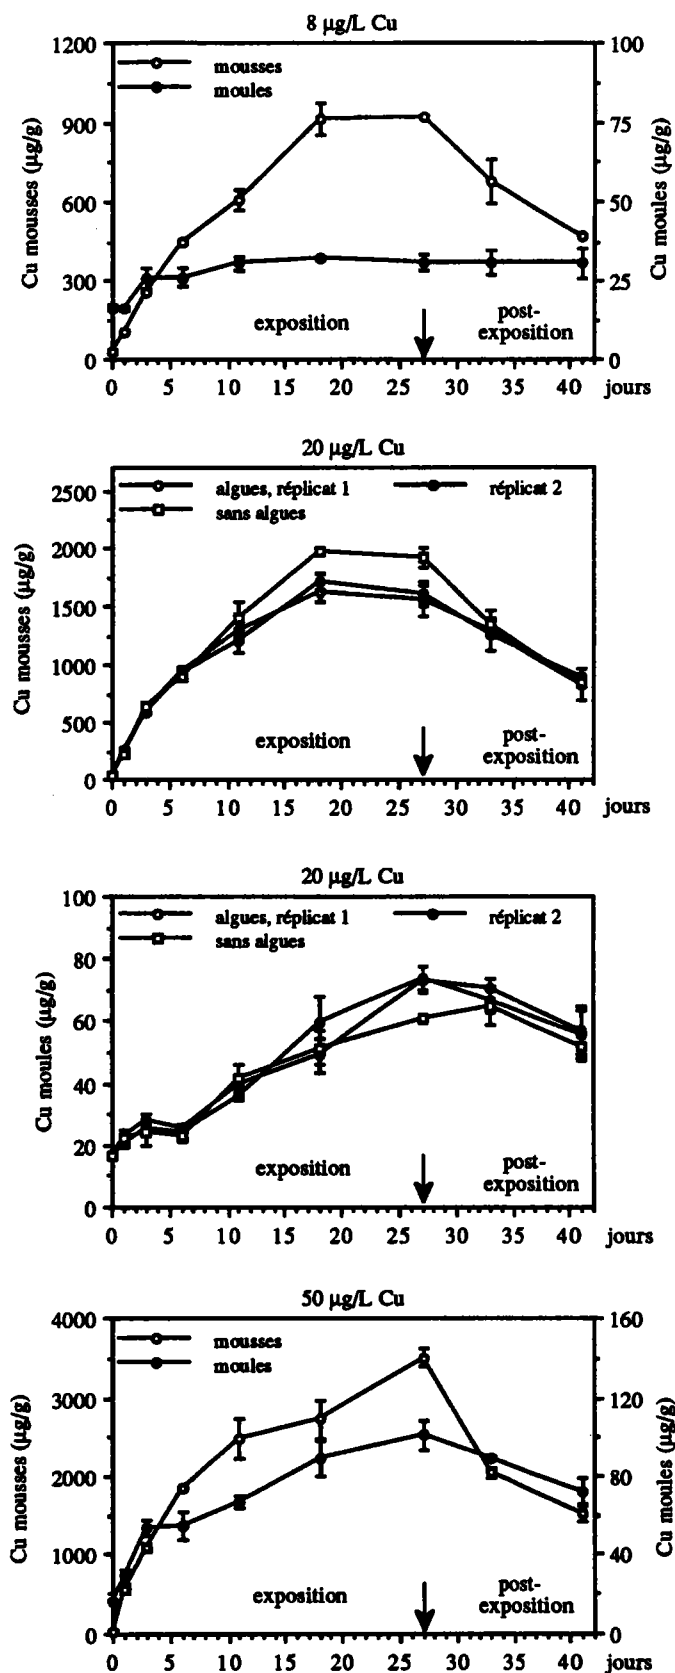 8 µg/L Cu
1200
900
600
300
0
Cu mousses (µg/g)
mousses
moules
100
75
50
25
0
Cu moules (µg/g)
exposition
post-
exposition
0 5 10 15 20 25 30 35 40 jours
20 µg/L Cu
2500
2000
1500
1000
500
0
Cu mousses (µg/g)
algues, réplicat 1 réplicat 2
sans algues
exposition
post-
exposition
0 5 10 15 20 25 30 35 40 jours
20 µg/L Cu
100
80
60
40
20
0
Cu moules (µg/g)
algues, réplicat 1 réplicat 2
sans algues
exposition
post-
exposition
0 5 10 15 20 25 30 35 40 jours
50 µg/L Cu
4000
3000
2000
1000
0
Cu mousses (µg/g)
mousses
moules
160
120
80
40
0
Cu moules (µg/g)
exposition
post-
exposition
0 5 10 15 20 25 30 35 40 jours